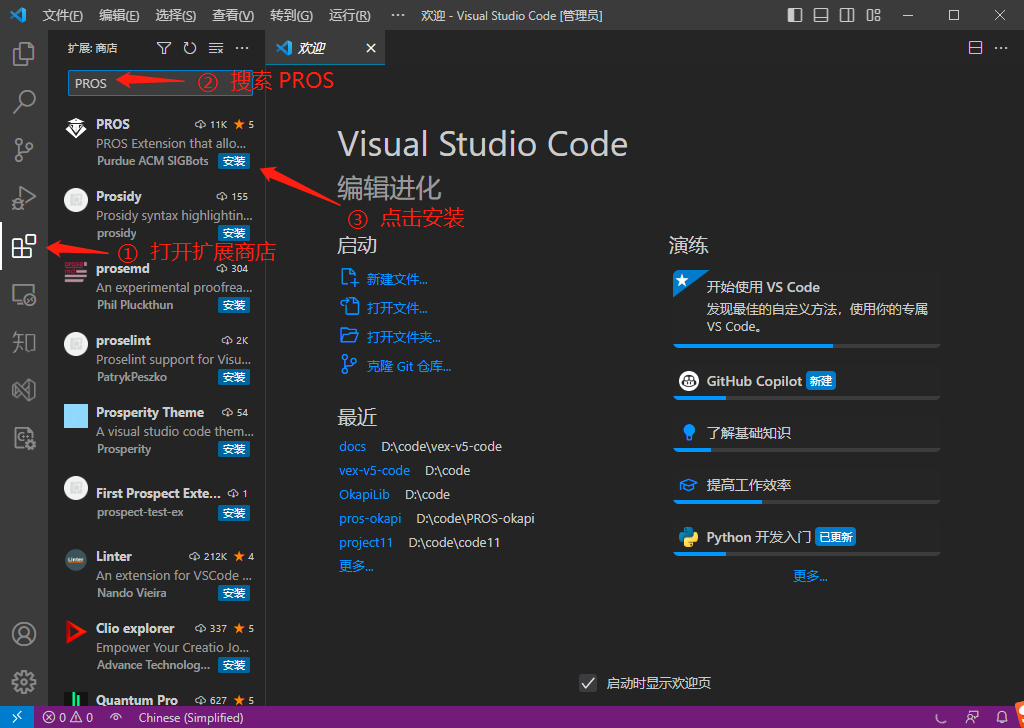 文件(F) 编辑(E) 选择(S) 查看(V) 转到(G) 运行(R) ··· 欢迎 - Visual Studio Code [管理员]
扩展: 商店
欢迎
PROS
② 搜索 PROS
PROS 11K 5
PROS Extension that allo...
Purdue ACM SIGBots 安装
③ 点击安装
Prosidy 155
Prosidy syntax highlightin...
prosidy 安装
① 打开扩展商店
prosemd 304
An experimental proofrea...
Phil Pluckthun 安装
proselint 2K
Proselint support for Visu...
PatrykPeszko 安装
Prosperity Theme 54
A visual studio code them...
Prosperity 安装
First Prospect Exte... 1
prospect-test-ex 安装
Linter 212K 4
An extension for VSCode ...
Nando Vieira 安装
Clio explorer 337 5
Empower Your Creatio Jo...
Advance Technolog... 安装
Quantum Pro 627 5
Visual Studio Code
编辑进化
启动
新建文件...
打开文件...
打开文件夹...
克隆 Git 仓库...
最近
docs D:\code\vex-v5-code
vex-v5-code D:\code
OkapiLib D:\code
pros-okapi D:\code\PROS-okapi
project11 D:\code\code11
更多...
演练
开始使用 VS Code
发现最佳的自定义方法，使用你的专属
VS Code。
GitHub Copilot 新建
了解基础知识
提高工作效率
Python 开发入门 已更新
更多...
启动时显示欢迎页
知
0 0 Chinese (Simplified)